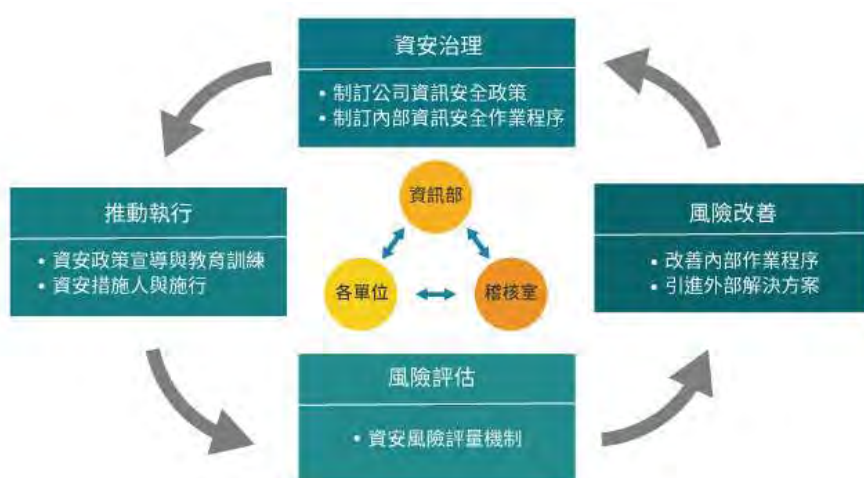 資安治理
• 制訂公司資訊安全政策
• 制訂內部資訊安全作業程序
推動執行
• 資安政策宣導與教育訓練
• 資安措施人與施行
資訊部
各單位
稽核室
風險改善
• 改善內部作業程序
• 引進外部解決方案
風險評估
• 資安風險評量機制